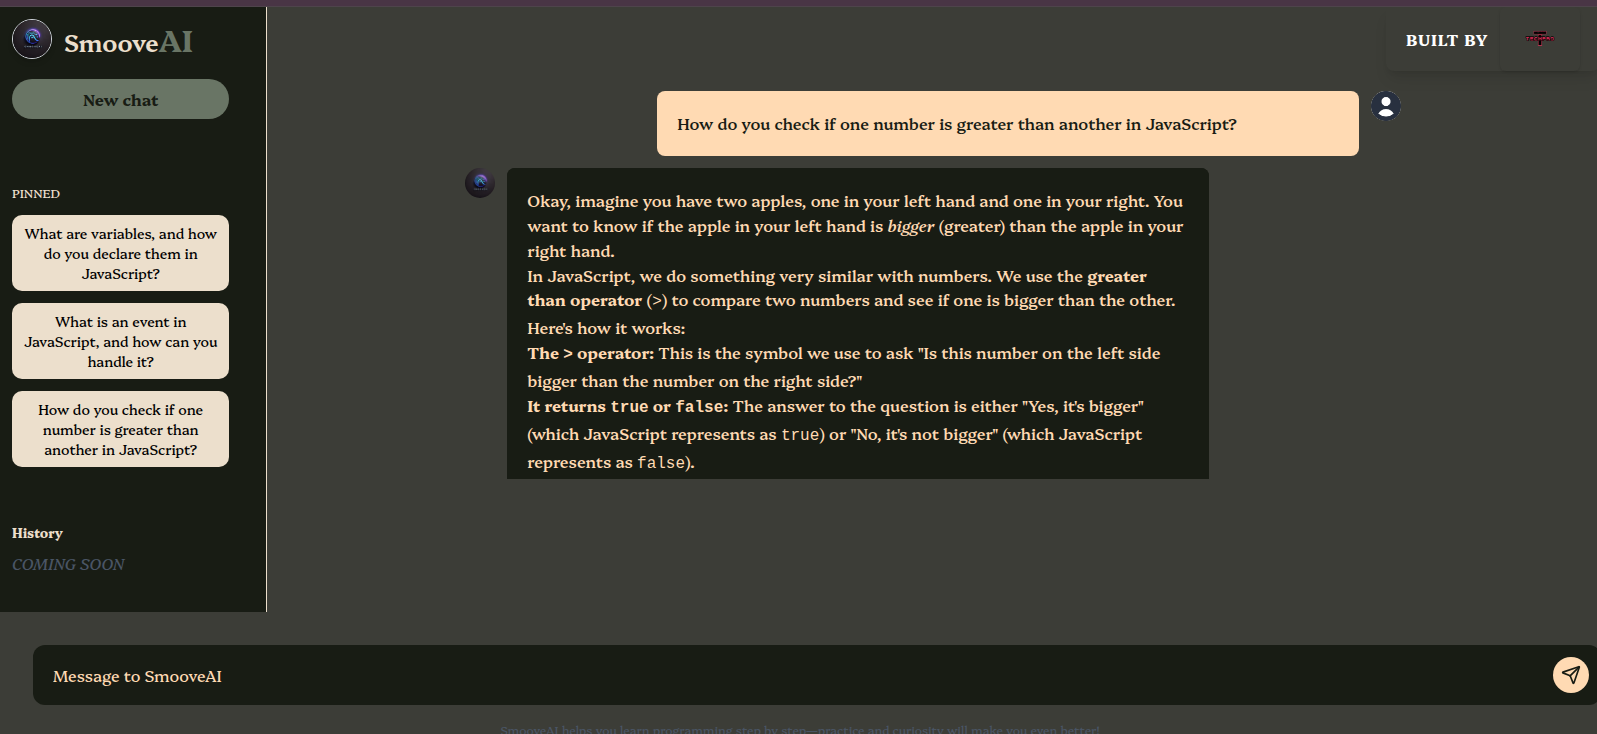 SmooveAI
New chat
PINNED
What are variables, and how
do you declare them in
JavaScript?
What is an event in
JavaScript, and how can you
handle it?
How do you check if one
number is greater than
another in JavaScript?
History
COMING SOON
BUILT BY
How do you check if one number is greater than another in JavaScript?
Okay, imagine you have two apples, one in your left hand and one in your right. You
want to know if the apple in your left hand is bigger (greater) than the apple in your
right hand.
In JavaScript, we do something very similar with numbers. We use the greater
than operator (>) to compare two numbers and see if one is bigger than the other.
Here's how it works:
The > operator: This is the symbol we use to ask "Is this number on the left side
bigger than the number on the right side?"
It returns true or false: The answer to the question is either "Yes, it's bigger"
(which JavaScript represents as true) or "No, it's not bigger" (which JavaScript
represents as false).
Message to SmooveAI
SmooveAI helps you learn programming step by step—practice and curiosity will make you even better!